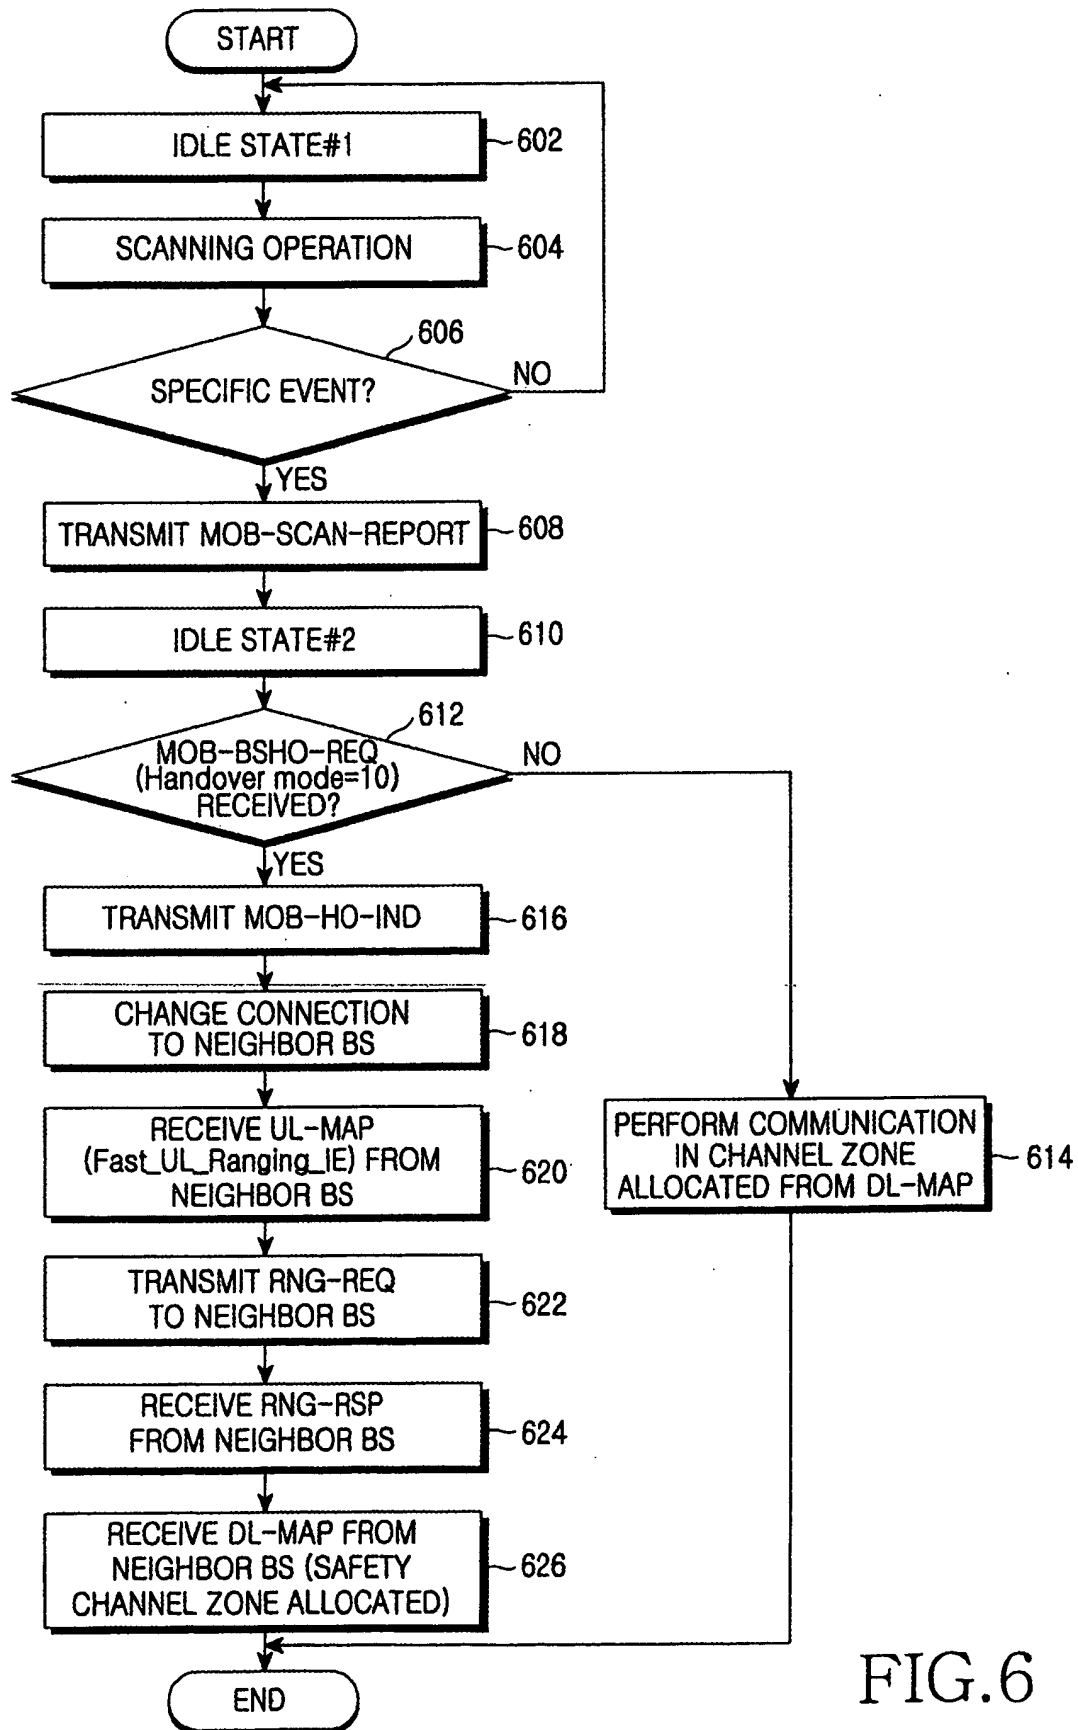 START
IDLE STATE#1
602
SCANNING OPERATION
604
606
SPECIFIC EVENT?
NO
YES
TRANSMIT MOB-SCAN-REPORT
608
IDLE STATE#2
610
612
MOB-BSHO-REQ
(Handover mode=10)
RECEIVED?
NO
YES
TRANSMIT MOB-HO-IND
616
CHANGE CONNECTION
TO NEIGHBOR BS
618
RECEIVE UL-MAP
(Fast_UL_Ranging_IE) FROM
NEIGHBOR BS
620
PERFORM COMMUNICATION
IN CHANNEL ZONE
ALLOCATED FROM DL-MAP
614
TRANSMIT RNG-REQ
TO NEIGHBOR BS
622
RECEIVE RNG-RSP
FROM NEIGHBOR BS
624
RECEIVE DL-MAP FROM
NEIGHBOR BS (SAFETY
CHANNEL ZONE ALLOCATED)
626
END
FIG.6